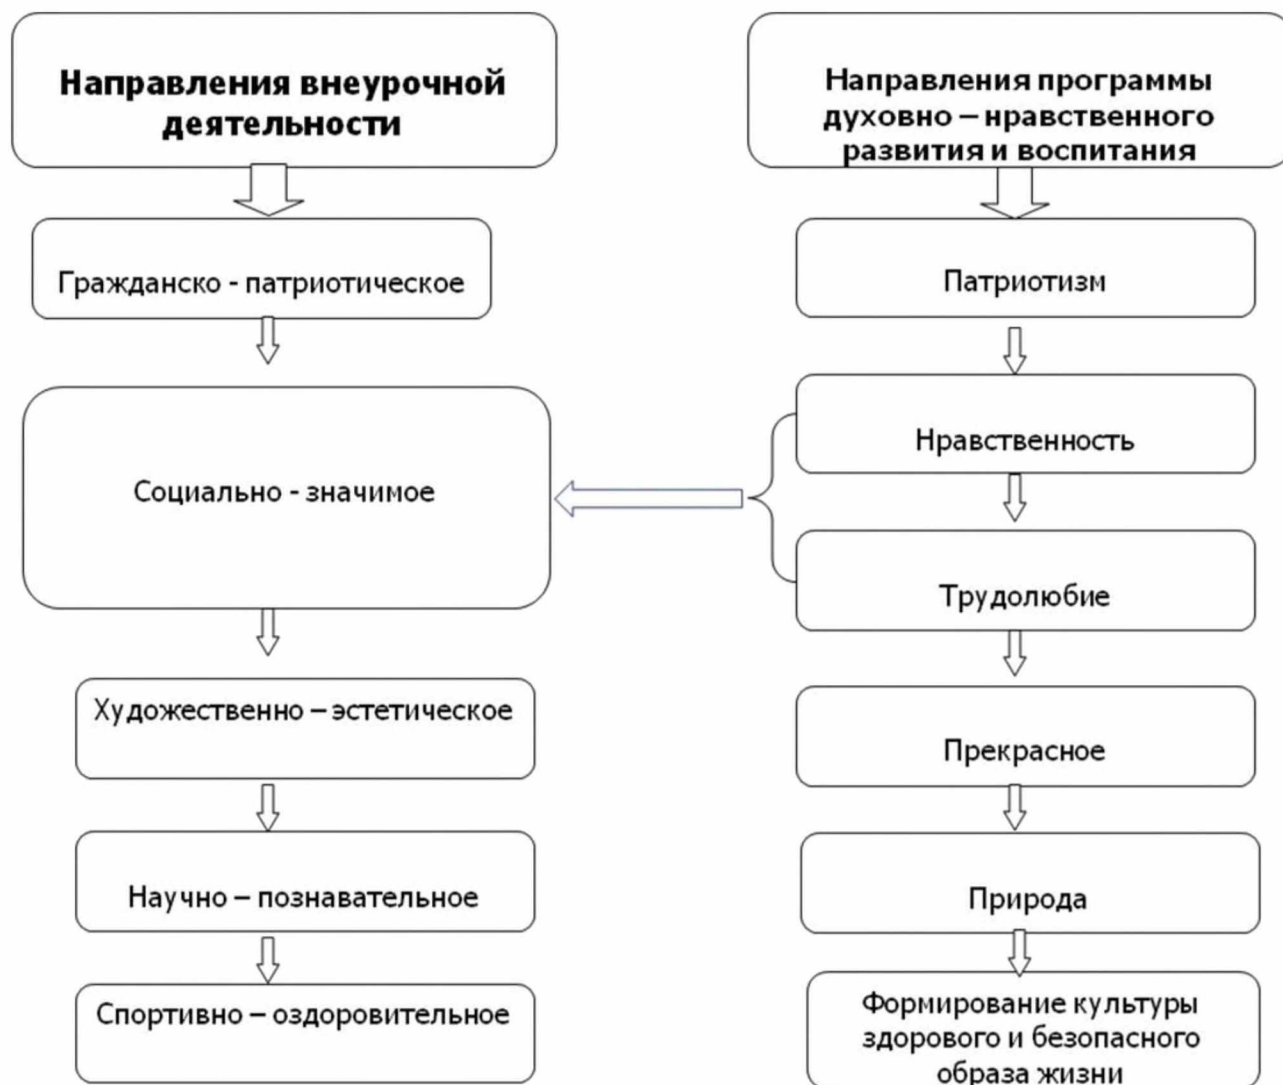 Направления внеурочной
деятельности
Гражданско - патриотическое
Социально - значимое
Художественно – эстетическое
Научно – познавательное
Спортивно – оздоровительное
Направления программы
духовно – нравственного
развития и воспитания
Патриотизм
Нравственность
Трудолюбие
Прекрасное
Природа
Формирование культуры
здорового и безопасного
образа жизни